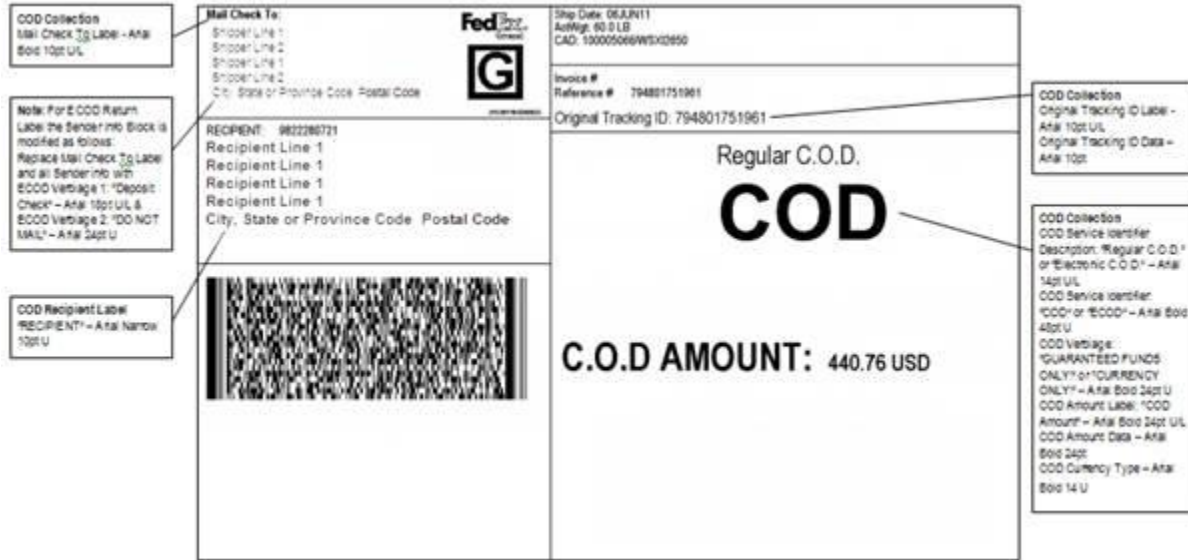 COD Collection
Mail Check To Label - Arial
Bold 10pt U/L
Note: For ECOD Return
Label the Sender Info Block is
modified as follows:
Replace Mail Check To Label
and all Sender Info with
ECOD Verbiage 1: "Deposit
Check" – Arial 18pt U/L &
ECOD Verbiage 2: "DO NOT
MAIL" – Arial 24pt U
COD Recipient Label
"RECIPIENT" – Arial Narrow
10pt U
Mail Check To:
Shipper Line 1
Shipper Line 2
Shipper Line 1
Shipper Line 2
City, State or Province Code Postal Code
Fed
G
RECIPIENT: 9822280721
Recipient Line 1
Recipient Line 1
Recipient Line 1
Recipient Line 1
City, State or Province Code Postal Code
Ship Date: 06JUN11
ActWgt: 60.0 LB
CAD: 100005066/WSXI2650
Invoice #
Reference # 794801751961
Original Tracking ID: 794801751961
Regular C.O.D.
COD
C.O.D AMOUNT: 440.76 USD
COD Collection
Original Tracking ID Label -
Arial 10pt U/L
Original Tracking ID Data –
Arial 10pt
COD Collection
COD Service Identifier
Description: "Regular C.O.D."
or "Electronic C.O.D." – Arial
14pt U/L
COD Service Identifier:
"COD" or "ECOD" – Arial Bold
48pt U
COD Verbiage:
"GUARANTEED FUNDS
ONLY" or "CURRENCY
ONLY" – Arial Bold 24pt U
COD Amount Label: "COD
Amount" – Arial Bold 24pt U/L
COD Amount Data – Arial
Bold 24pt
COD Currency Type – Arial
Bold 14 U